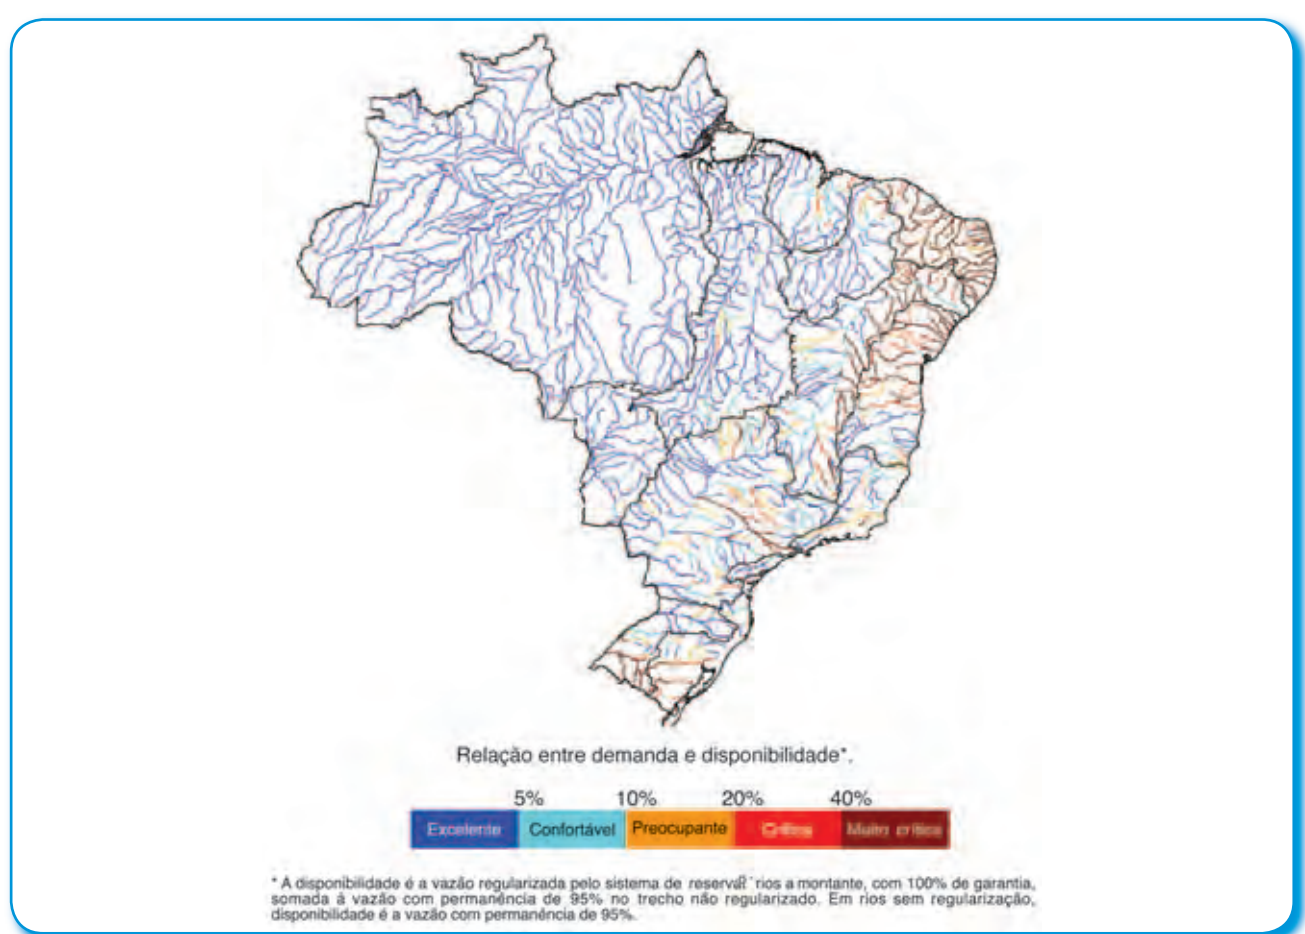 Relação entre demanda e disponibilidade*.
5% 10% 20% 40%
Excelente Confortável Preocupante Crítica Muito crítica
* A disponibilidade é a vazão regularizada pelo sistema de rios a montante, com 100% de garantia,
somada à vazão com permanência de 95% no trecho não regularizado. Em rios sem regularização,
disponibilidade é a vazão com permanência de 95%.